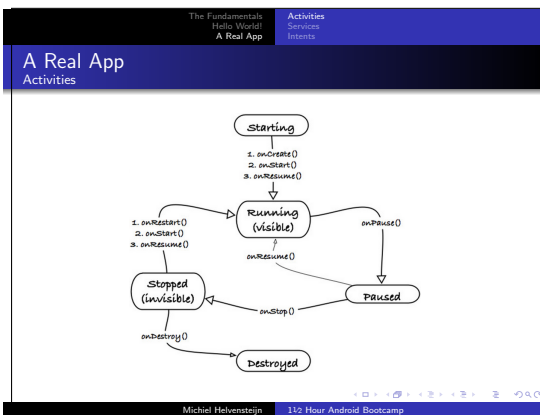 The Fundamentals
Hello World!
A Real App
Activities
Services
Intents
A Real App
Activities
Starting
1. onCreate()
2. onStart()
3. onResume()
Running
(visible)
1. onRestart()
2. onStart()
3. onResume()
onPause()
onResume()
Stopped
(invisible)
Paused
onStop()
onDestroy()
Destroyed
Michiel Helvensteijn
1½ Hour Android Bootcamp